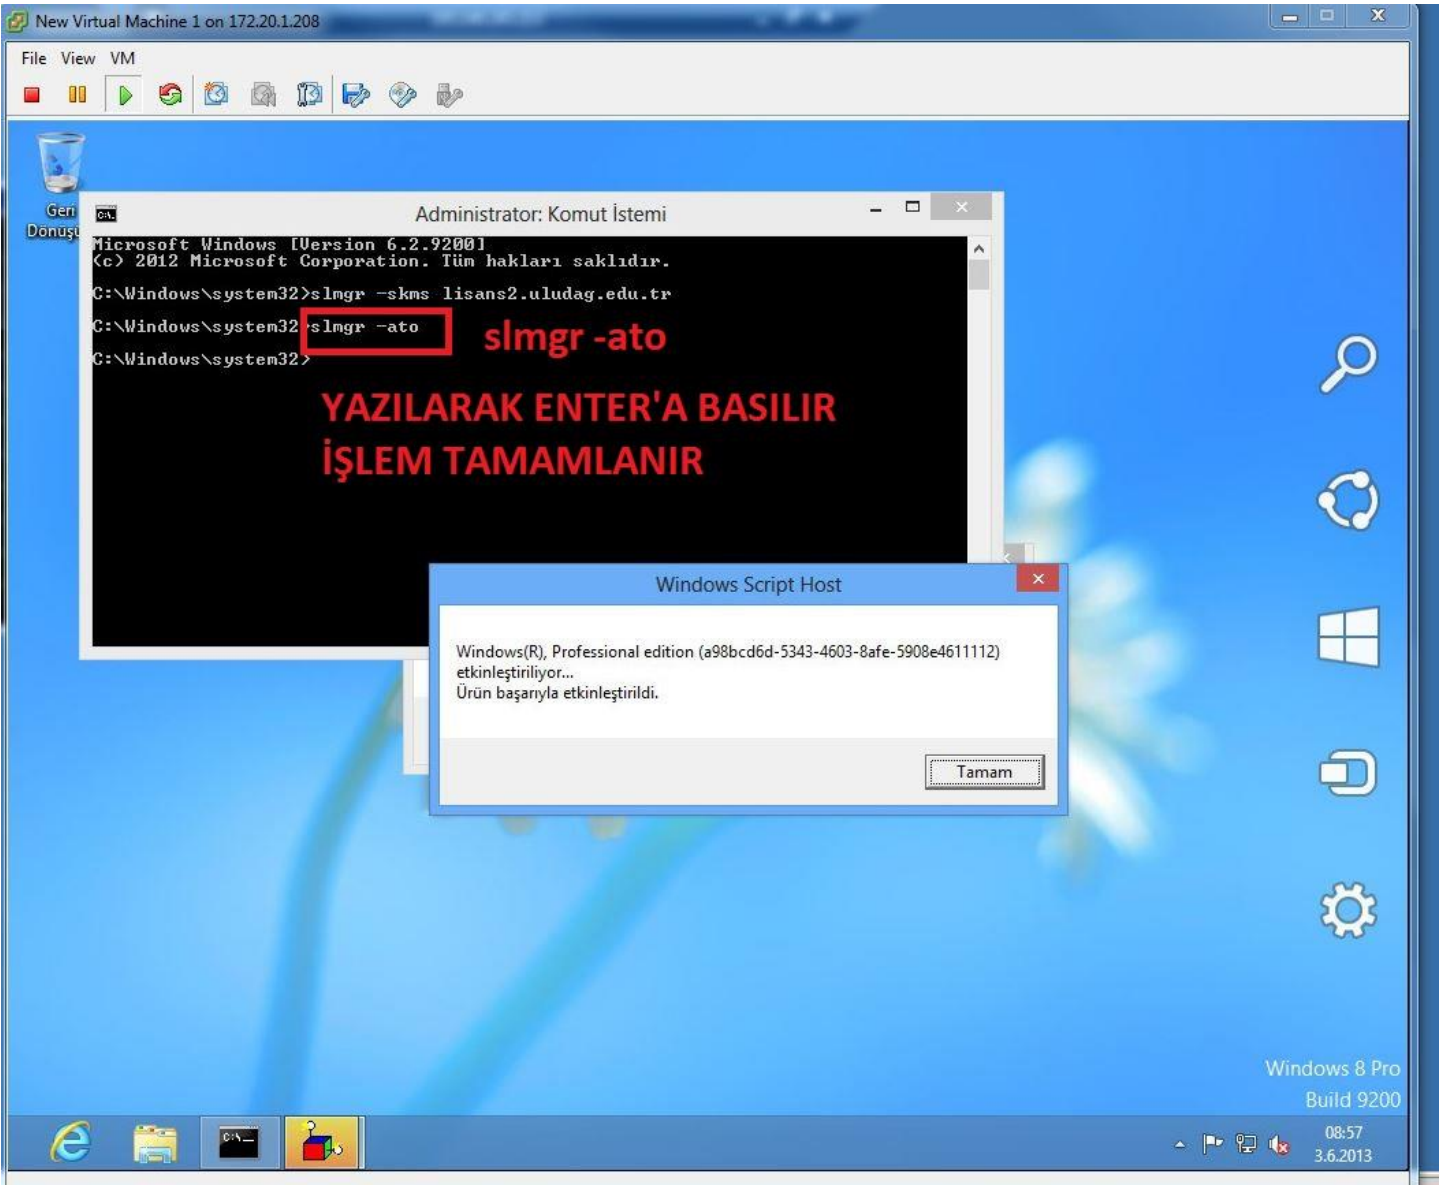 New Virtual Machine 1 on 172.20.1.208
File View VM
Geri
Dönüşü
Administrator: Komut İstemi
Microsoft Windows [Version 6.2.9200]
(c) 2012 Microsoft Corporation. Tüm hakları saklıdır.
C:\Windows\system32>slmgr -skms lisans2.uludag.edu.tr
C:\Windows\system32>slmgr -ato
slmgr -ato
C:\Windows\system32>
YAZILARAK ENTER'A BASILIR
İŞLEM TAMAMLANIR
Windows Script Host
Windows(R), Professional edition (a98bcd6d-5343-4603-8afe-5908e4611112)
etkinleştiriliyor...
Ürün başarıyla etkinleştirildi.
Tamam
Windows 8 Pro
Build 9200
08:57
3.6.2013